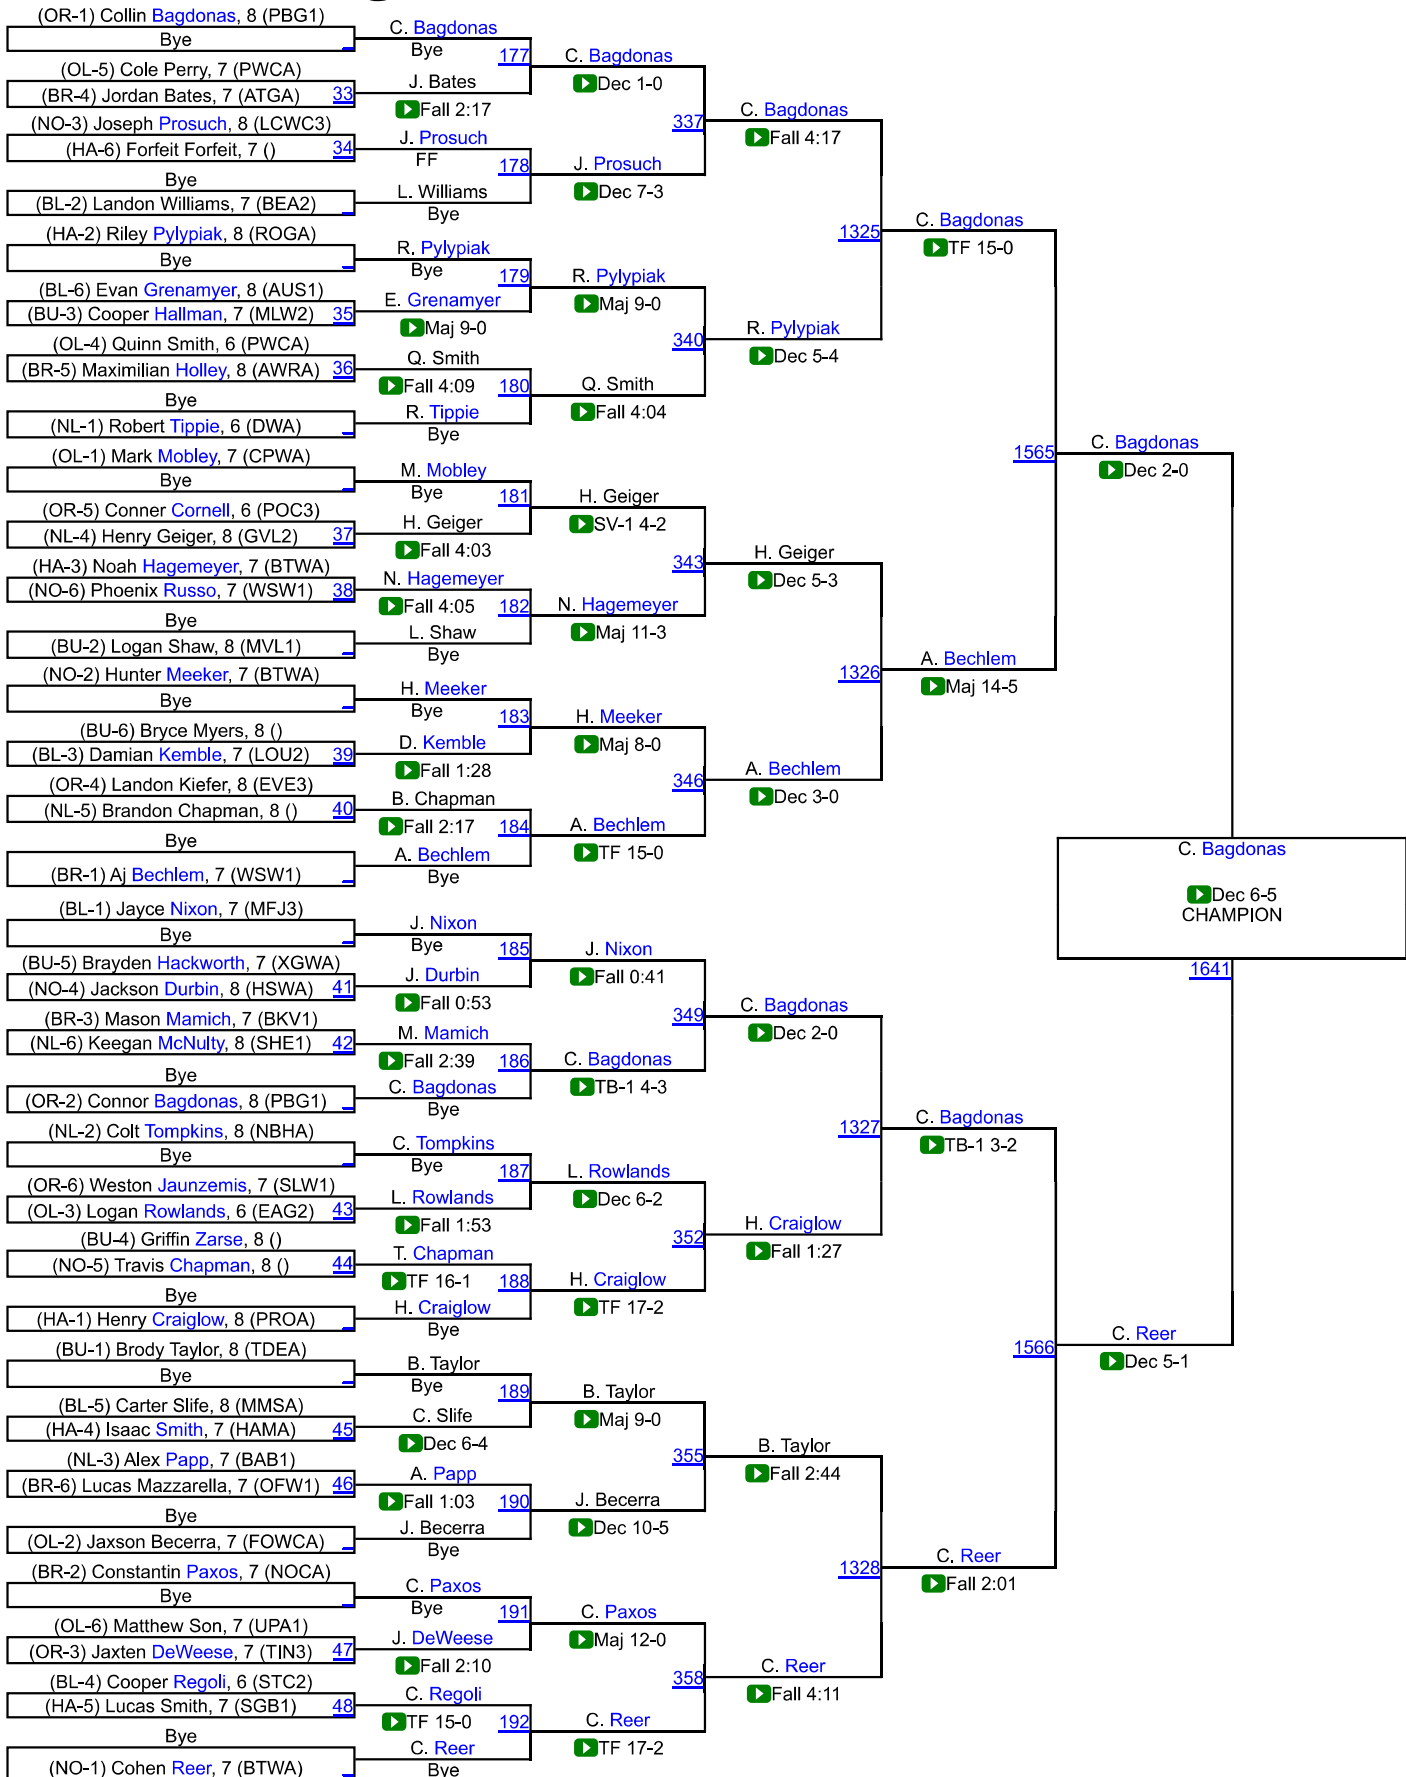 (OR-1) Collin Bagdonas, 8 (PBG1)
Bye
(OL-5) Cole Perry, 7 (PWCA)
(BR-4) Jordan Bates, 7 (ATGA) 33
(NO-3) Joseph Prosuch, 8 (LCWC3)
(HA-6) Forfeit Forfeit, 7 () 34
Bye
(BL-2) Landon Williams, 7 (BEA2)
(HA-2) Riley Pylypiak, 8 (ROGA)
Bye
(BL-6) Evan Grenamyer, 8 (AUS1)
(BU-3) Cooper Hallman, 7 (MLW2) 35
(OL-4) Quinn Smith, 6 (PWCA)
(BR-5) Maximilian Holley, 8 (AWRA) 36
Bye
(NL-1) Robert Tippie, 6 (DWA)
(OL-1) Mark Mobley, 7 (CPWA)
Bye
(OR-5) Conner Cornell, 6 (POC3)
(NL-4) Henry Geiger, 8 (GVL2) 37
(HA-3) Noah Hagemeyer, 7 (BTWA)
(NO-6) Phoenix Russo, 7 (WSW1) 38
Bye
(BU-2) Logan Shaw, 8 (MVL1)
(NO-2) Hunter Meeker, 7 (BTWA)
Bye
(BU-6) Bryce Myers, 8 ()
(BL-3) Damian Kemble, 7 (LOU2) 39
(OR-4) Landon Kiefer, 8 (EVE3)
(NL-5) Brandon Chapman, 8 () 40
Bye
(BR-1) Aj Bechlem, 7 (WSW1)
(BL-1) Jayce Nixon, 7 (MFJ3)
Bye
(BU-5) Brayden Hackworth, 7 (XGWA)
(NO-4) Jackson Durbin, 8 (HSWA) 41
(BR-3) Mason Mamich, 7 (BKV1)
(NL-6) Keegan McNulty, 8 (SHE1) 42
Bye
(OR-2) Connor Bagdonas, 8 (PBG1)
(NL-2) Colt Tompkins, 8 (NBHA)
Bye
(OR-6) Weston Jaunzemis, 7 (SLW1)
(OL-3) Logan Rowlands, 6 (EAG2) 43
(BU-4) Griffin Zarse, 8 ()
(NO-5) Travis Chapman, 8 () 44
Bye
(HA-1) Henry Craiglow, 8 (PROA)
(BU-1) Brody Taylor, 8 (TDEA)
Bye
(BL-5) Carter Slife, 8 (MMSA)
(HA-4) Isaac Smith, 7 (HAMA) 45
(NL-3) Alex Papp, 7 (BAB1)
(BR-6) Lucas Mazzarella, 7 (OFW1) 46
Bye
(OL-2) Jaxson Becerra, 7 (FOWCA)
(BR-2) Constantin Paxos, 7 (NOCA)
Bye
(OL-6) Matthew Son, 7 (UPA1)
(OR-3) Jaxten DeWeese, 7 (TIN3) 47
(BL-4) Cooper Regoli, 6 (STC2)
(HA-5) Lucas Smith, 7 (SGB1) 48
Bye
(NO-1) Cohen Reer, 7 (BTWA)
C. Bagdonas
Bye 177
J. Bates
Fall 2:17
J. Prosuch
FF 178
L. Williams
Bye
R. Pylypiak
Bye 179
E. Grenamyer
Maj 9-0
Q. Smith
Fall 4:09 180
R. Tippie
Bye
M. Mobley
Bye 181
H. Geiger
Fall 4:03
N. Hagemeyer
Fall 4:05 182
L. Shaw
Bye
H. Meeker
Bye 183
D. Kemble
Fall 1:28
B. Chapman
Fall 2:17 184
A. Bechlem
Bye
J. Nixon
Bye 185
J. Durbin
Fall 0:53
M. Mamich
Fall 2:39 186
C. Bagdonas
Bye
C. Tompkins
Bye 187
L. Rowlands
Fall 1:53
T. Chapman
TF 16-1 188
H. Craiglow
Bye
B. Taylor
Bye 189
C. Slife
Dec 6-4
A. Papp
Fall 1:03 190
J. Becerra
Bye
C. Paxos
Bye 191
J. DeWeese
Fall 2:10
C. Regoli
TF 15-0 192
C. Reer
Bye
C. Bagdonas
Dec 1-0
337
J. Prosuch
Dec 7-3
R. Pylypiak
Maj 9-0
340
Q. Smith
Fall 4:04
H. Geiger
SV-1 4-2
343
N. Hagemeyer
Maj 11-3
H. Meeker
Maj 8-0
346
A. Bechlem
TF 15-0
J. Nixon
Fall 0:41
349
C. Bagdonas
TB-1 4-3
L. Rowlands
Dec 6-2
352
H. Craiglow
TF 17-2
B. Taylor
Maj 9-0
355
J. Becerra
Dec 10-5
C. Paxos
Maj 12-0
358
C. Reer
TF 17-2
C. Bagdonas
Fall 4:17
1325
R. Pylypiak
Dec 5-4
H. Geiger
Dec 5-3
1326
A. Bechlem
Dec 3-0
C. Bagdonas
Dec 2-0
1327
H. Craiglow
Fall 1:27
B. Taylor
Fall 2:44
1328
C. Reer
Fall 4:11
C. Bagdonas
TF 15-0
1565
A. Bechlem
Maj 14-5
C. Bagdonas
TB-1 3-2
1566
C. Reer
Fall 2:01
C. Bagdonas
Dec 2-0
C. Bagdonas
Dec 6-5
CHAMPION
1641
C. Reer
Dec 5-1